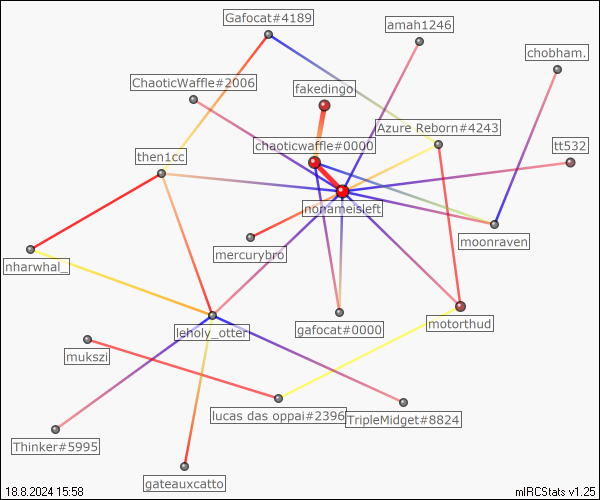 Gafocat#4189
amah1246
chobham.
ChaoticWaffle#2006
fakedingo
Azure Reborn#4243
chaoticwaffle#0000
then1cc
tt532
nonameisleft
moonraven
mercurybro
nharwhal_
gafocat#0000
motorthud
leholy_otter
mukszi
lucas das oppai#2396
TripleMidget#8824
Thinker#5995
gateauxcatto
18.8.2024 15:58
mIRCStats v1.25